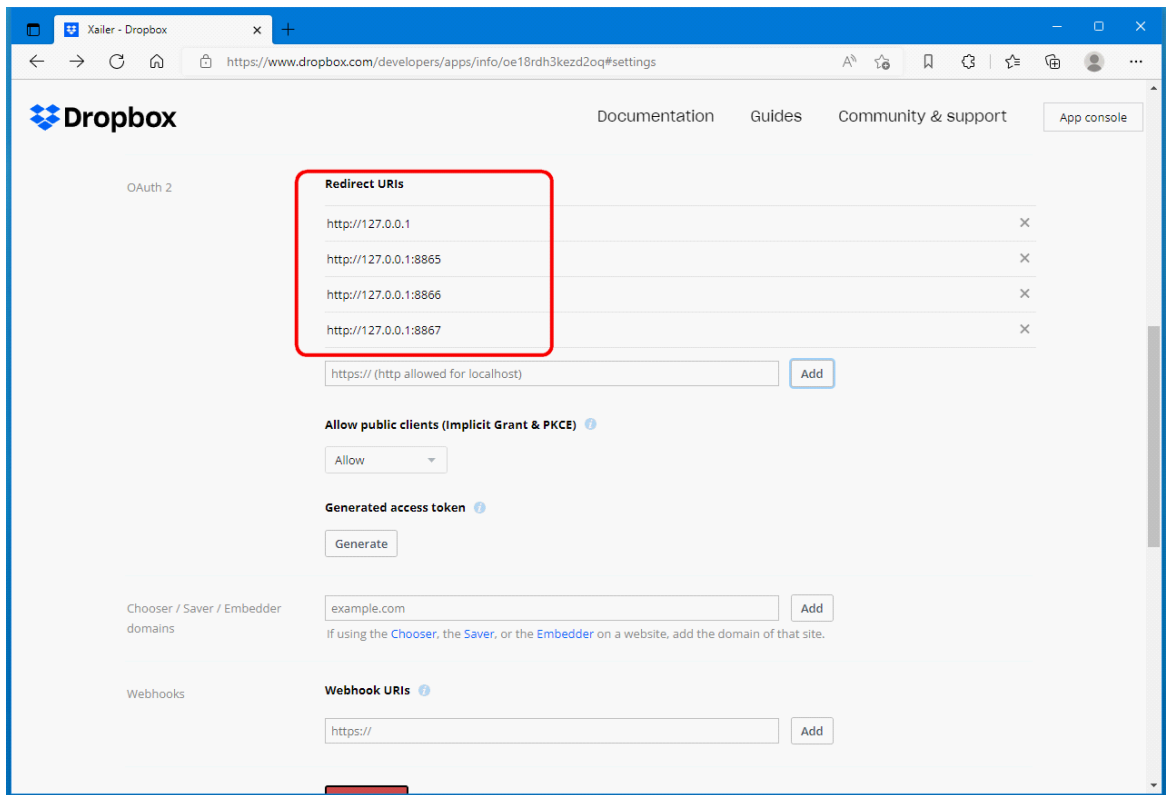 Xailer - Dropbox
https://www.dropbox.com/developers/apps/info/oe18rdh3kezd2oq#settings
Dropbox
Documentation
Guides
Community & support
App console
OAuth 2
Redirect URIs
http://127.0.0.1
http://127.0.0.1:8865
http://127.0.0.1:8866
http://127.0.0.1:8867
https:// (http allowed for localhost)
Add
Allow public clients (Implicit Grant & PKCE)
Allow
Generated access token
Generate
Chooser / Saver / Embedder
domains
example.com
Add
If using the Chooser, the Saver, or the Embedder on a website, add the domain of that site.
Webhooks
Webhook URIs
https://
Add